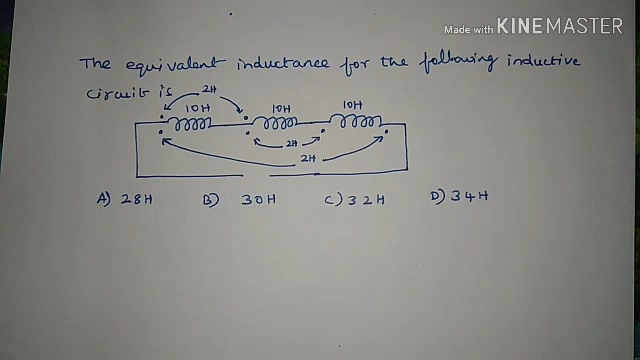 Made with KINEMASTER
The equivalent inductance for the following inductive
circuit is
2H
10H 10H 10H
2H
2H
A) 28H B) 30H C) 32H D) 34H